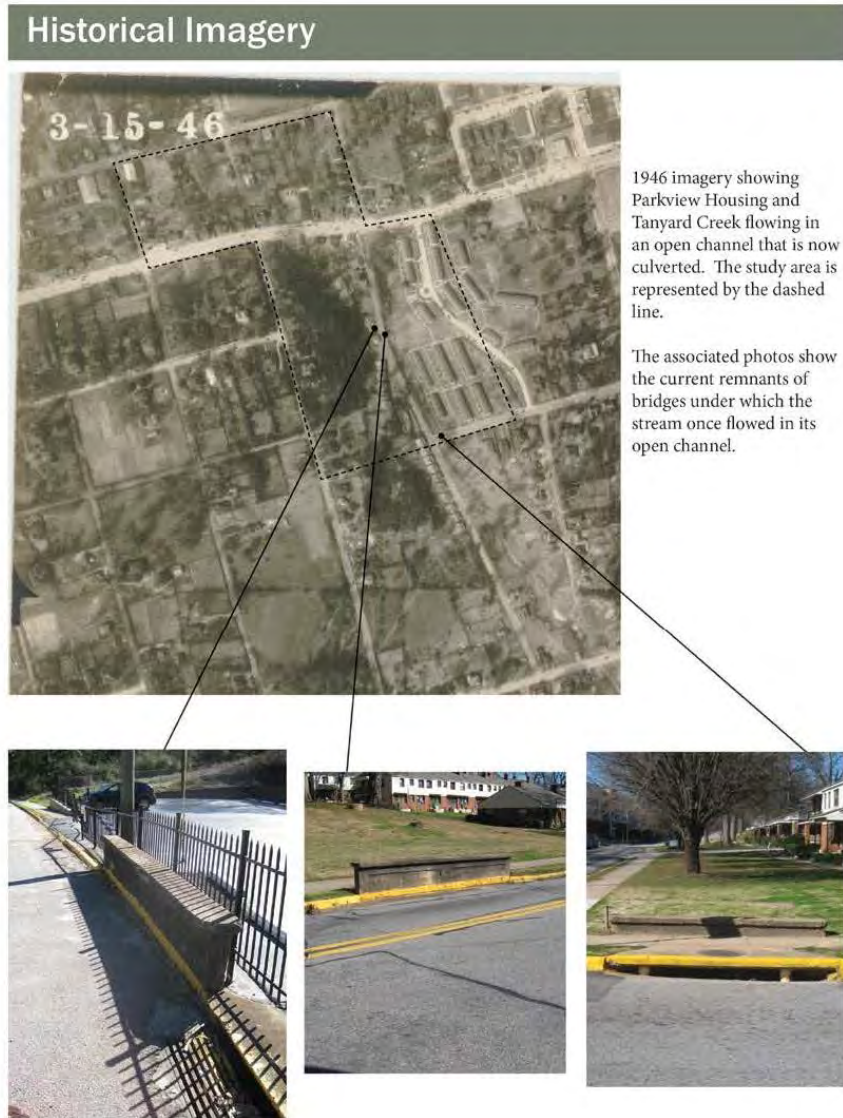 Historical Imagery
3-15-46
1946 imagery showing
Parkview Housing and
Tanyard Creek flowing in
an open channel that is now
culverted.  The study area is
represented by the dashed
line.
The associated photos show
the current remnants of
bridges under which the
stream once flowed in its
open channel.